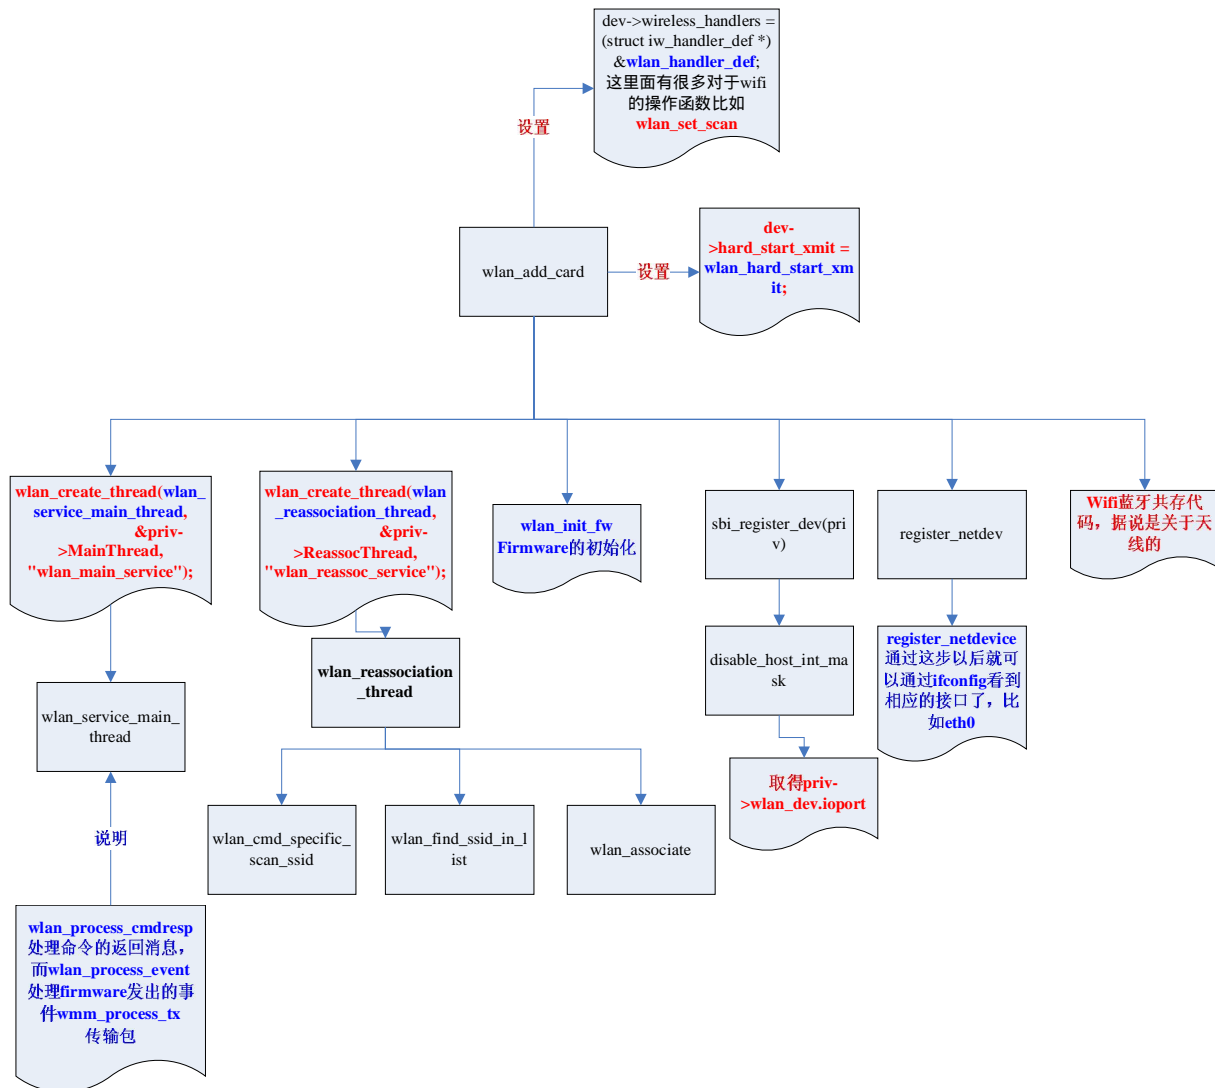 dev->wireless_handlers =
(struct iw_handler_def *)
&wlan_handler_def;
这里面有很多对于wifi
的操作函数比如
wlan_set_scan
设置
wlan_add_card
设置
dev-
>hard_start_xmit =
wlan_hard_start_xm
it;
wlan_create_thread(wlan_
service_main_thread,
&priv-
>MainThread,
"wlan_main_service");
wlan_create_thread(wlan
_reassociation_thread,
&priv-
>ReassocThread,
"wlan_reassoc_service");
wlan_init_fw
Firmware的初始化
sbi_register_dev(pri
v)
register_netdev
Wifi蓝牙共存代
码，据说是关于天
线的
wlan_service_main_
thread
wlan_reassociation
_thread
disable_host_int_ma
sk
register_netdevice
通过这步以后就可
以通过ifconfig看到
相应的接口了，比
如eth0
取得priv-
>wlan_dev.ioport
wlan_cmd_specific_
scan_ssid
wlan_find_ssid_in_l
ist
wlan_associate
说明
wlan_process_cmdresp
处理命令的返回消息，
而wlan_process_event
处理firmware发出的事
件wmm_process_tx
传输包